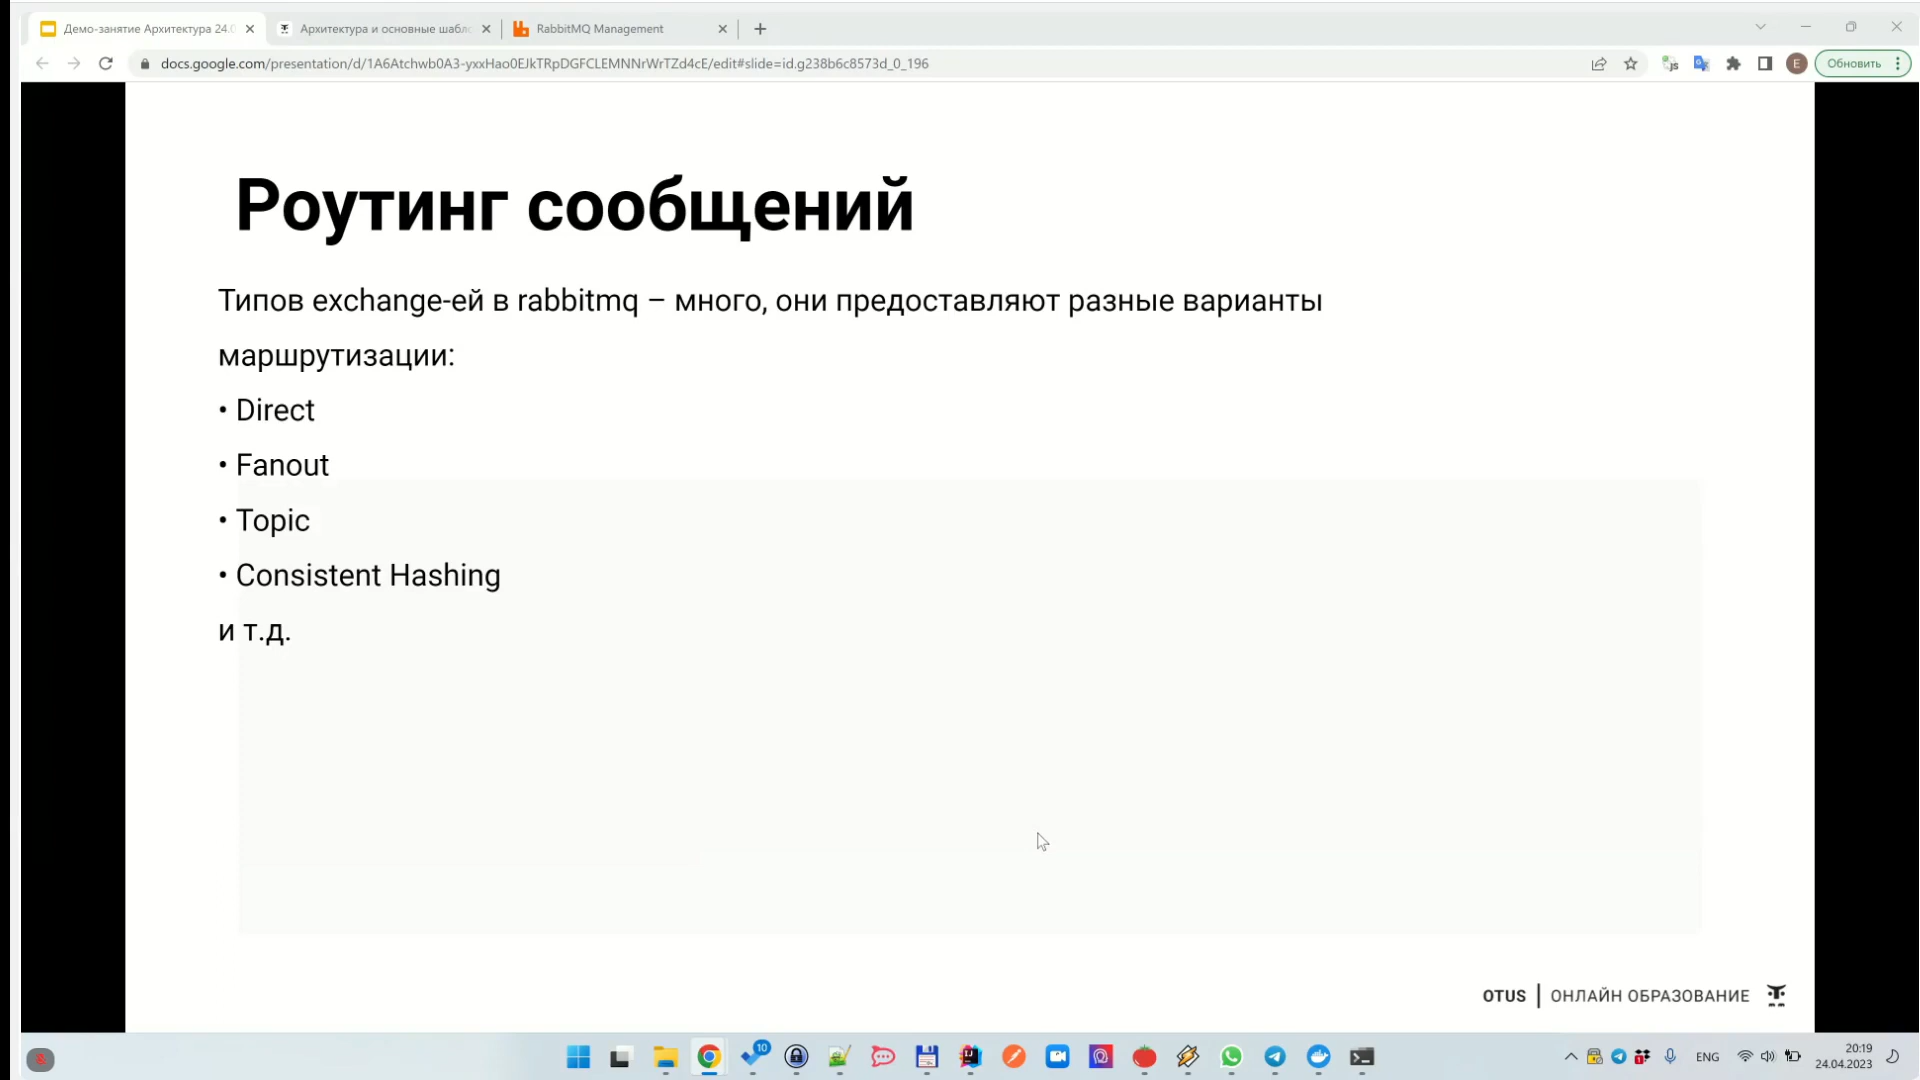 Демо-занятие Архитектура 24.0
Архитектура и основные шабло
RabbitMQ Management
docs.google.com/presentation/d/1A6Atchwb0A3-yxxHao0EJkTRpDGFCLEMNNrWrTZd4cE/edit#slide=id.g238b6c8573d_0_196
E
Обновить
Роутинг сообщений
Типов exchange-ей в rabbitmq – много, они предоставляют разные варианты
маршрутизации:
• Direct
• Fanout
• Topic
• Consistent Hashing
и т.д.
OTUS | ОНЛАЙН ОБРАЗОВАНИЕ
10
ENG
20:19
24.04.2023